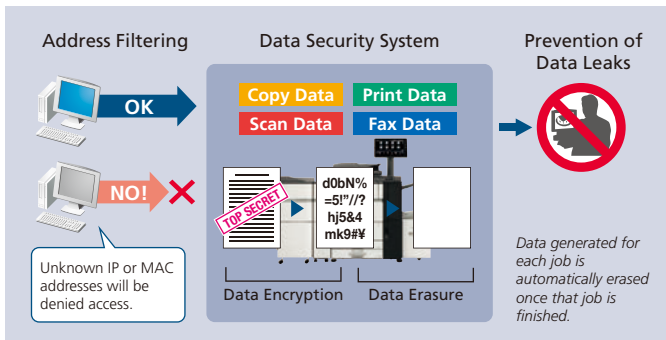 Address Filtering
OK
NO!
Unknown IP or MAC
addresses will be
denied access.
Data Security System
Copy Data
Print Data
Scan Data
Fax Data
TOP SECRET
d0bN%
=5!"//?
hj5&4
mk9#¥
Data Encryption
Data Erasure
Prevention of
Data Leaks
Data generated for
each job is
automatically erased
once that job is
finished.